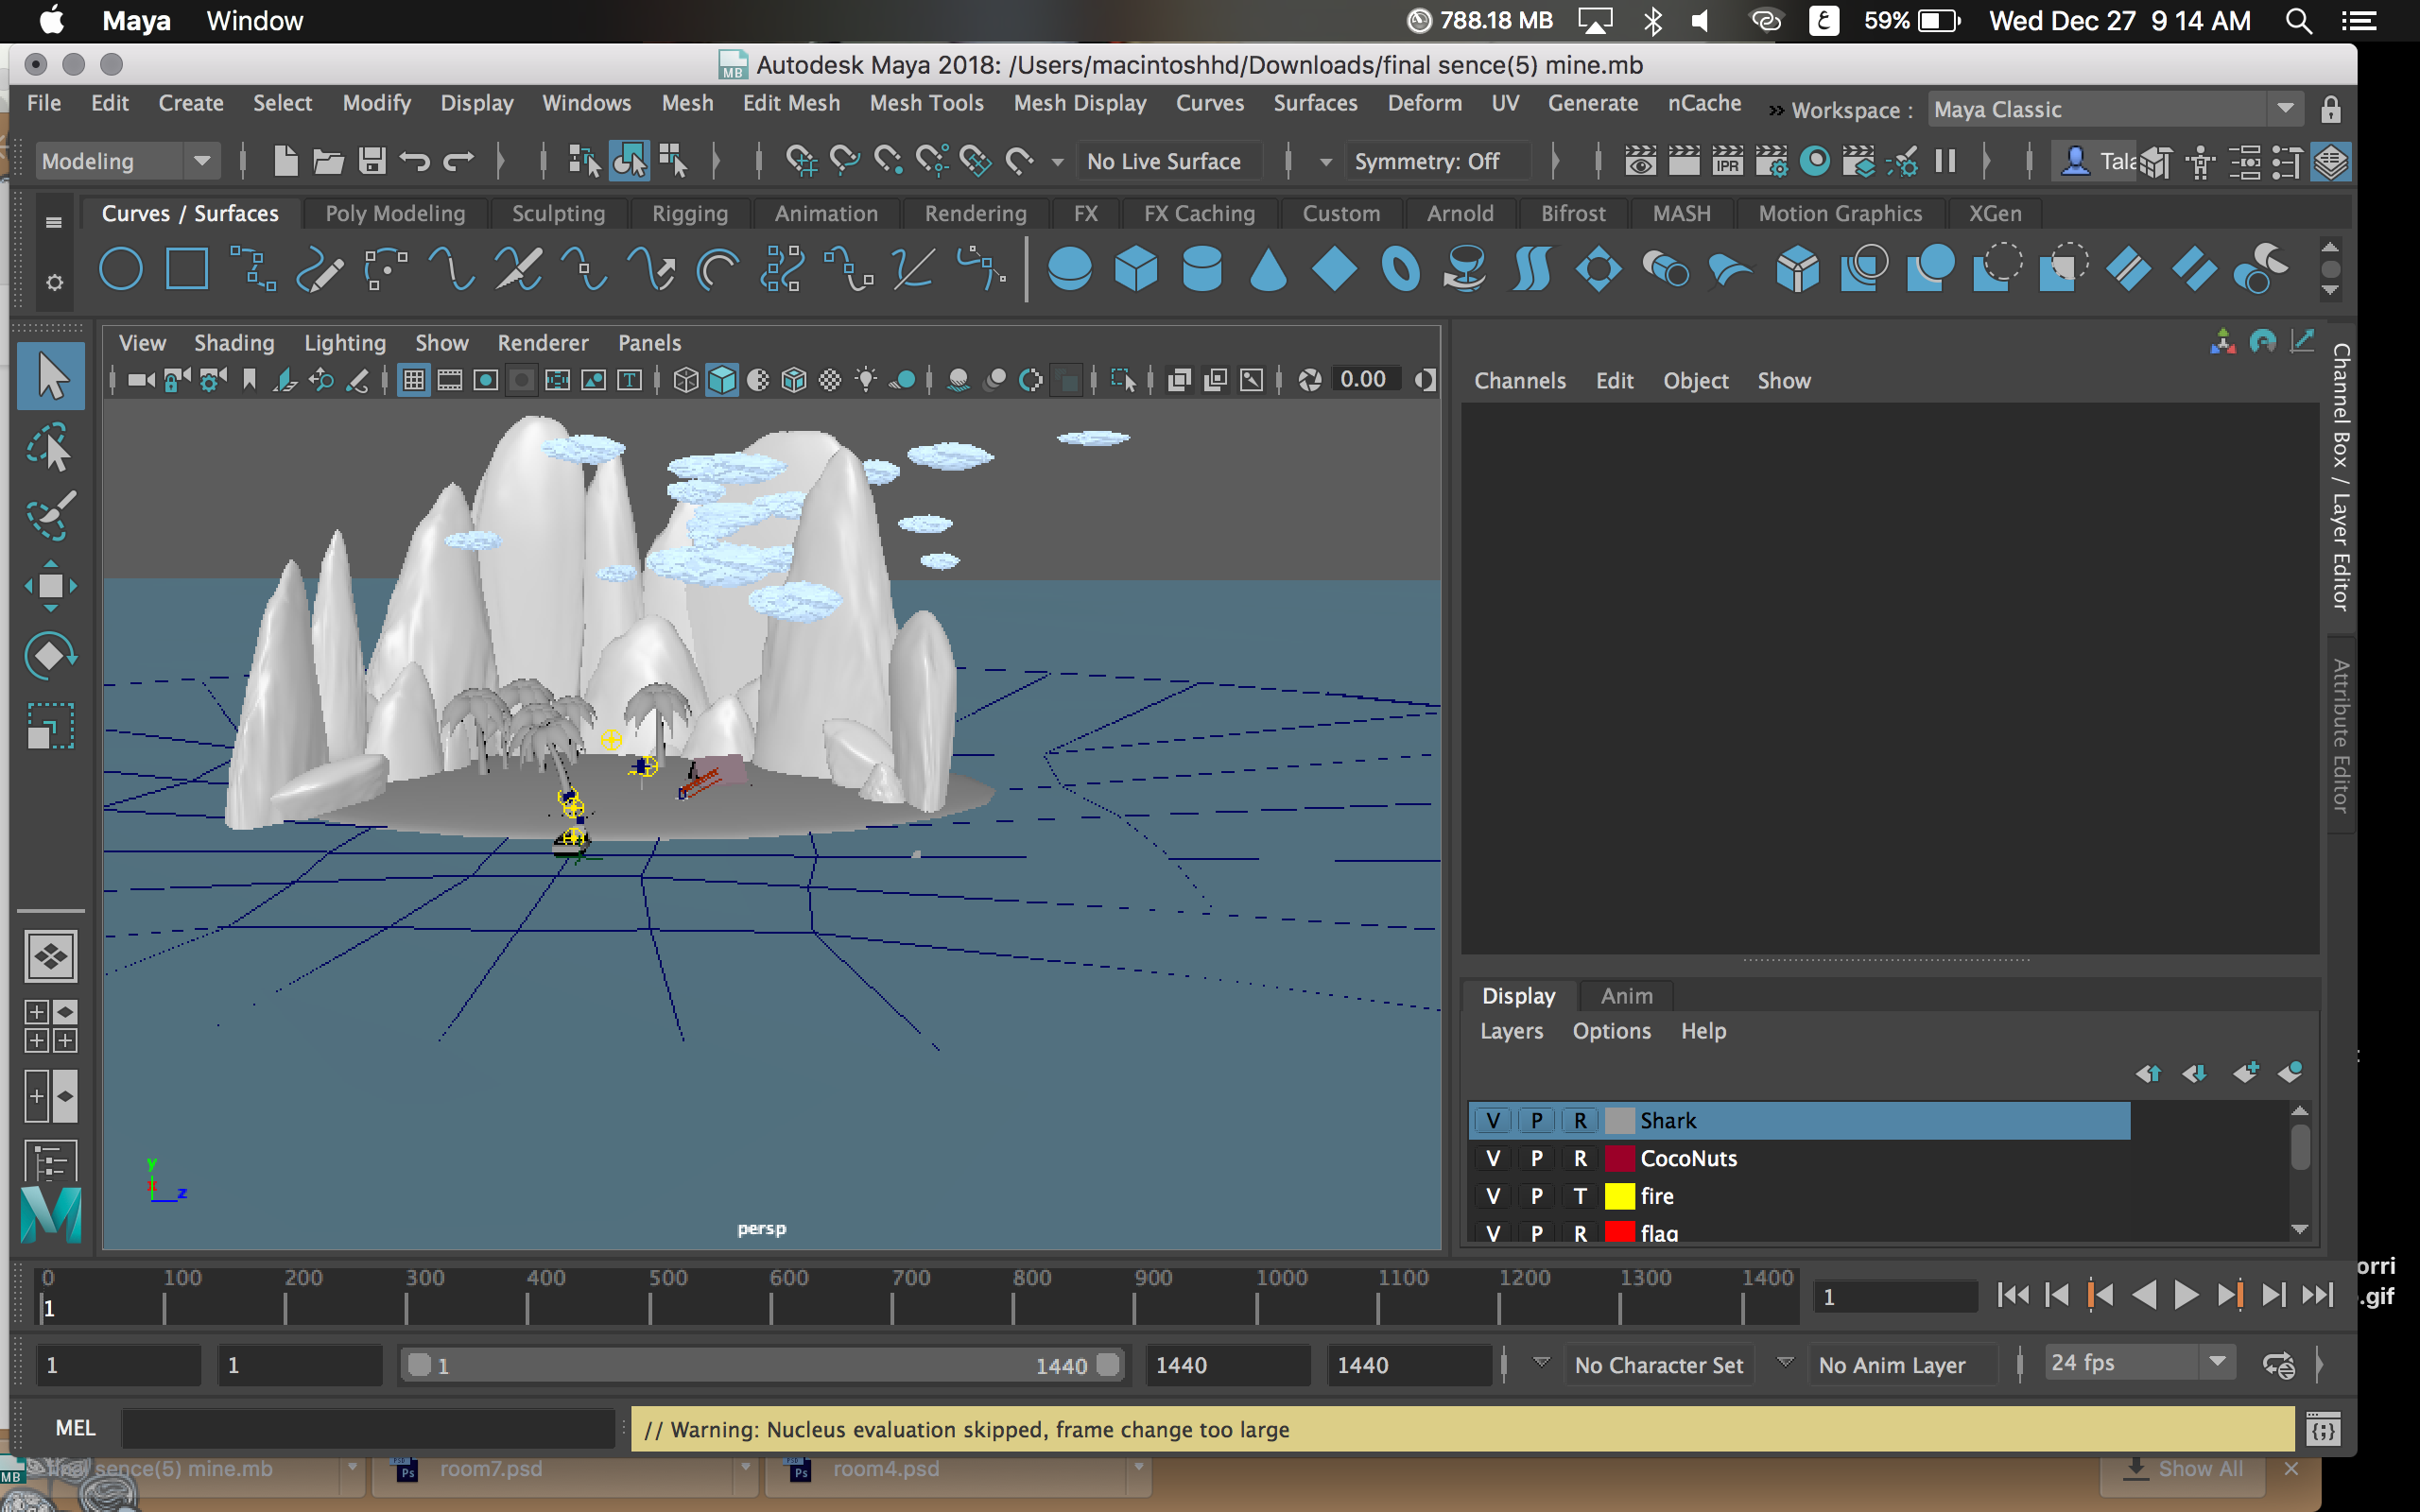 Maya Window 788.18 MB ع 59% Wed Dec 27 9 14 AM
MB Autodesk Maya 2018: /Users/macintoshhd/Downloads/final sence(5) mine.mb
File Edit Create Select Modify Display Windows Mesh Edit Mesh Mesh Tools Mesh Display Curves Surfaces Deform UV Generate nCache » Workspace : Maya Classic
Modeling No Live Surface Symmetry: Off IPR Tala
Curves / Surfaces Poly Modeling Sculpting Rigging Animation Rendering FX FX Caching Custom Arnold Bifrost MASH Motion Graphics XGen
View Shading Lighting Show Renderer Panels
0.00
Channels Edit Object Show
Channel Box / Layer Editor
Attribute Editor
Display Anim
Layers Options Help
V P R Shark
V P R CocoNuts
V P T fire
V P R flag
y
x
z
persp
0 100 200 300 400 500 600 700 800 900 1000 1100 1200 1300 1400
1
1
orri
.gif
1 1 1 1440 1440 1440 No Character Set No Anim Layer 24 fps
MEL // Warning: Nucleus evaluation skipped, frame change too large
MB final sence(5) mine.mb Ps room7.psd Ps room4.psd Show All